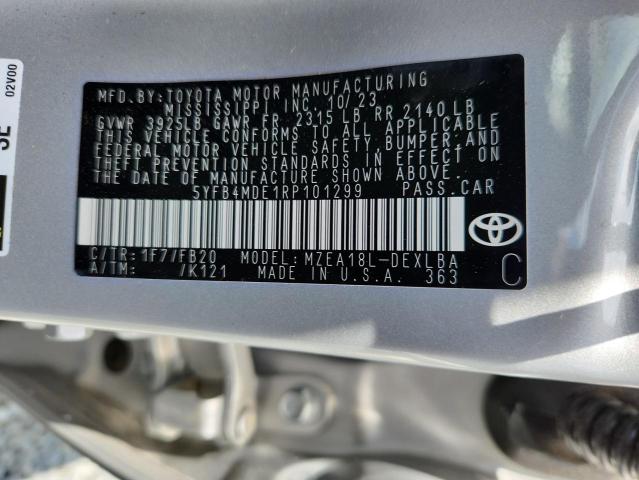 02V00
MFD. BY:TOYOTA MOTOR MANUFACTURING
MISSISSIPPI INC. 10/23
GVWR 3925LB GAWR FR 2315 LB RR 2140 LB
THIS VEHICLE CONFORMS TO ALL APPLICABLE
FEDERAL MOTOR VEHICLE SAFETY, BUMPER, AND
THEFT PREVENTION STANDARDS IN EFFECT ON
THE DATE OF MANUFACTURE SHOWN ABOVE.
5YFB4MDE1RP101299 PASS.CAR
C/TR: 1F7/FB20 MODEL: MZEA18L-DEXLBA
A/TM: /K121 MADE IN U.S.A. 363
C